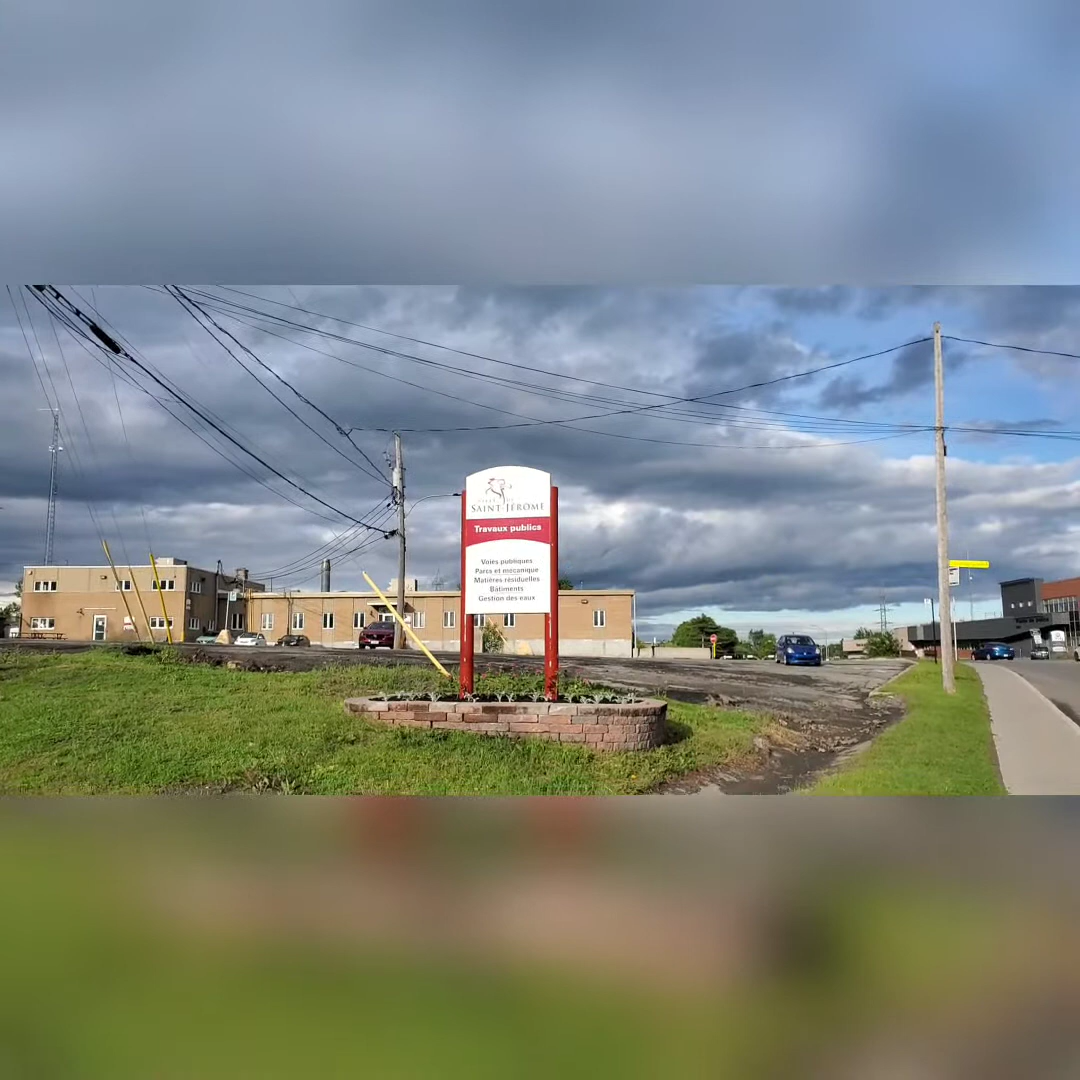 VILLE DE
SAINT-JÉRÔME
Travaux publics
Voies publiques
Parcs et mécanique
Matières résiduelles
Bâtiments
Gestion des eaux